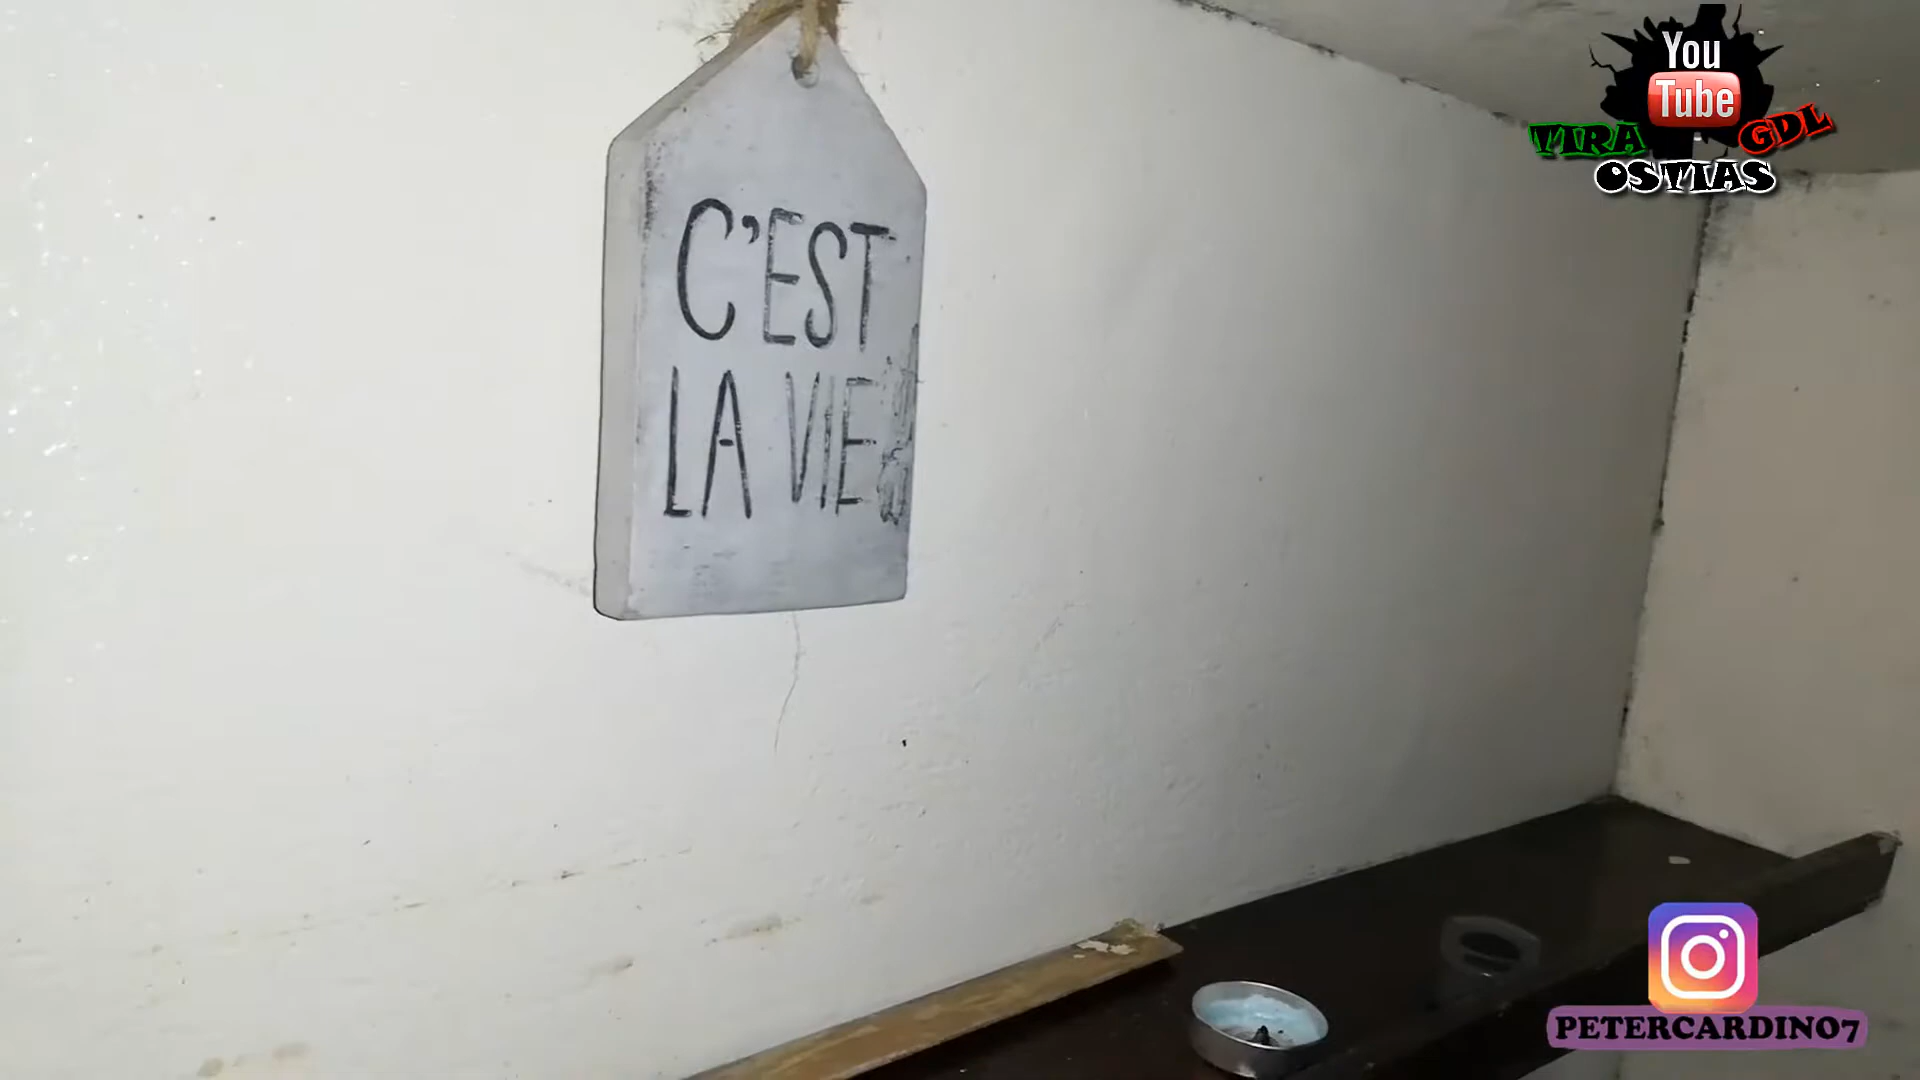 C'EST
LA VIE
You
Tube
TIRA GDL
OSTIAS
PETERCARDINO7